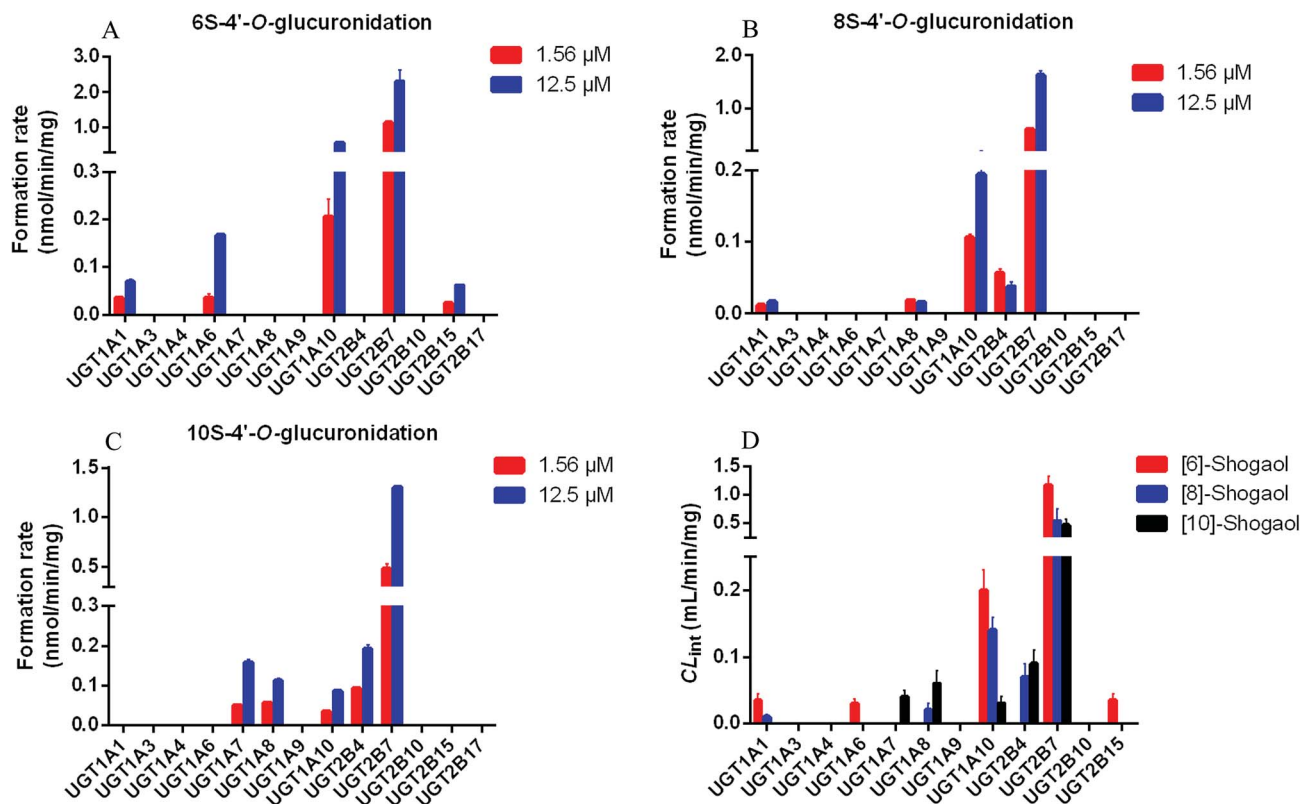 A
6S-4'-O-glucuronidation
1.56 µM
12.5 µM
Formation rate
(nmol/min/mg)
3.0
2.0
1.0
0.3
0.2
0.1
0.0
UGT1A1
UGT1A3
UGT1A4
UGT1A6
UGT1A7
UGT1A8
UGT1A9
UGT1A10
UGT2B4
UGT2B7
UGT2B10
UGT2B15
UGT2B17
B
8S-4'-O-glucuronidation
1.56 µM
12.5 µM
Formation rate
(nmol/min/mg)
2.0
1.0
0.2
0.1
0.0
UGT1A1
UGT1A3
UGT1A4
UGT1A6
UGT1A7
UGT1A8
UGT1A9
UGT1A10
UGT2B4
UGT2B7
UGT2B10
UGT2B15
UGT2B17
C
10S-4'-O-glucuronidation
1.56 µM
12.5 µM
Formation rate
(nmol/min/mg)
1.5
1.0
0.5
0.3
0.2
0.1
0.0
UGT1A1
UGT1A3
UGT1A4
UGT1A6
UGT1A7
UGT1A8
UGT1A9
UGT1A10
UGT2B4
UGT2B7
UGT2B10
UGT2B15
UGT2B17
D
[6]-Shogaol
[8]-Shogaol
[10]-Shogaol
CLint (mL/min/mg)
1.5
1.0
0.5
0.2
0.1
0.0
UGT1A1
UGT1A3
UGT1A4
UGT1A6
UGT1A7
UGT1A8
UGT1A9
UGT1A10
UGT2B4
UGT2B7
UGT2B10
UGT2B15